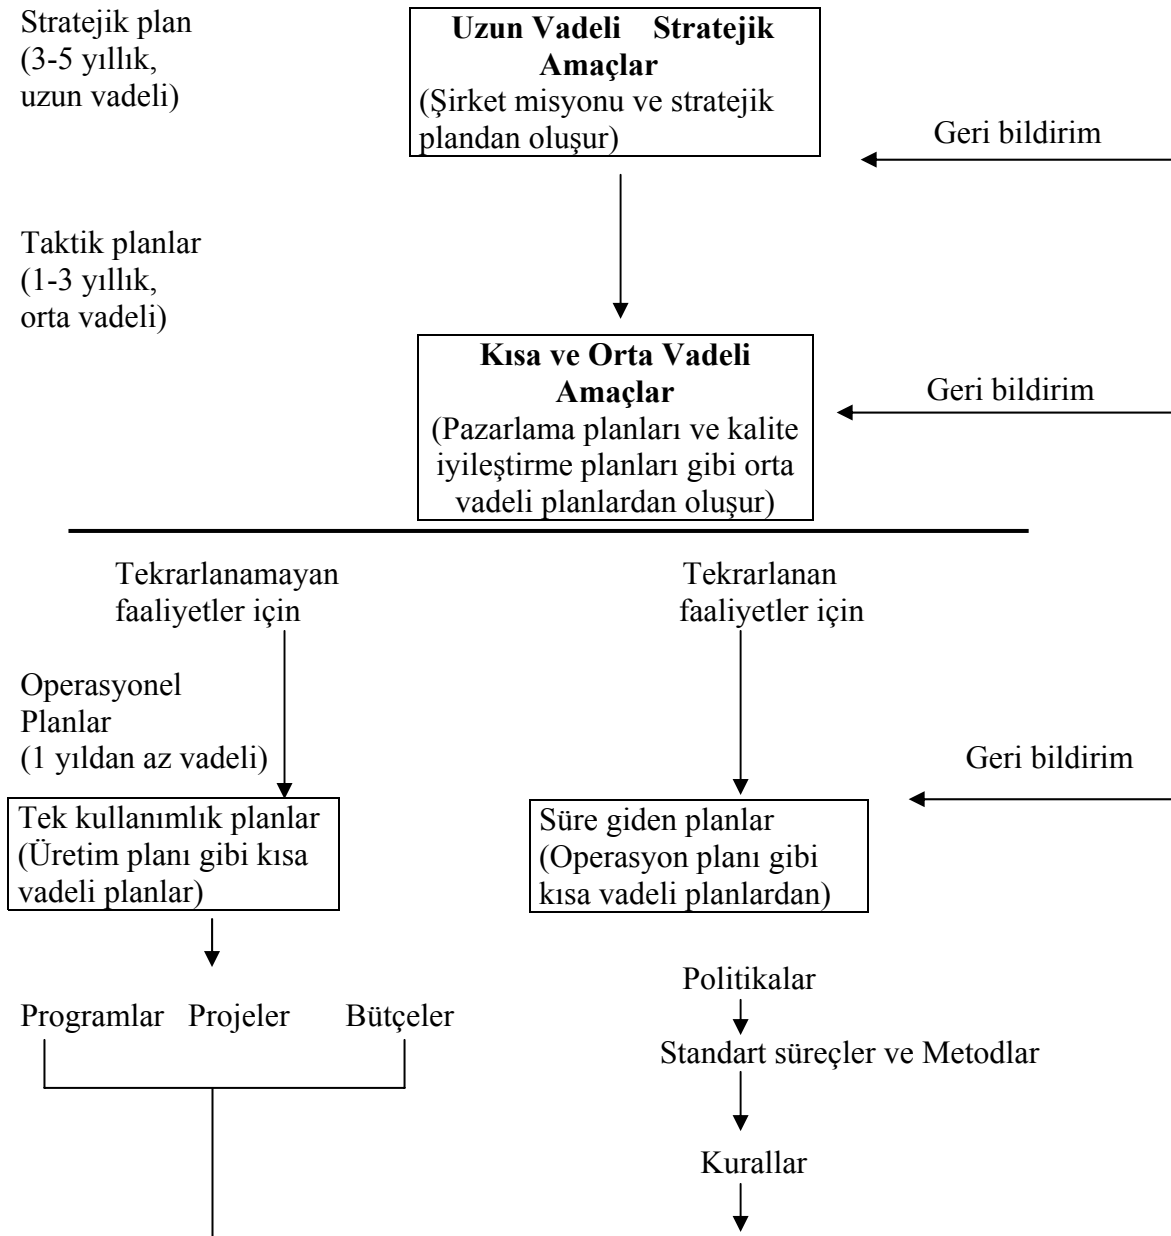 Stratejik plan
(3-5 yıllık,
uzun vadeli)
Uzun Vadeli Stratejik
Amaçlar
(Şirket misyonu ve stratejik
plandan oluşur)
Geri bildirim
Taktik planlar
(1-3 yıllık,
orta vadeli)
Kısa ve Orta Vadeli
Amaçlar
(Pazarlama planları ve kalite
iyileştirme planları gibi orta
vadeli planlardan oluşur)
Geri bildirim
Tekrarlanamayan
faaliyetler için
Tekrarlanan
faaliyetler için
Operasyonel
Planlar
(1 yıldan az vadeli)
Geri bildirim
Tek kullanımlık planlar
(Üretim planı gibi kısa
vadeli planlar)
Süre giden planlar
(Operasyon planı gibi
kısa vadeli planlardan)
Programlar Projeler Bütçeler
Politikalar
Standart süreçler ve Metodlar
Kurallar